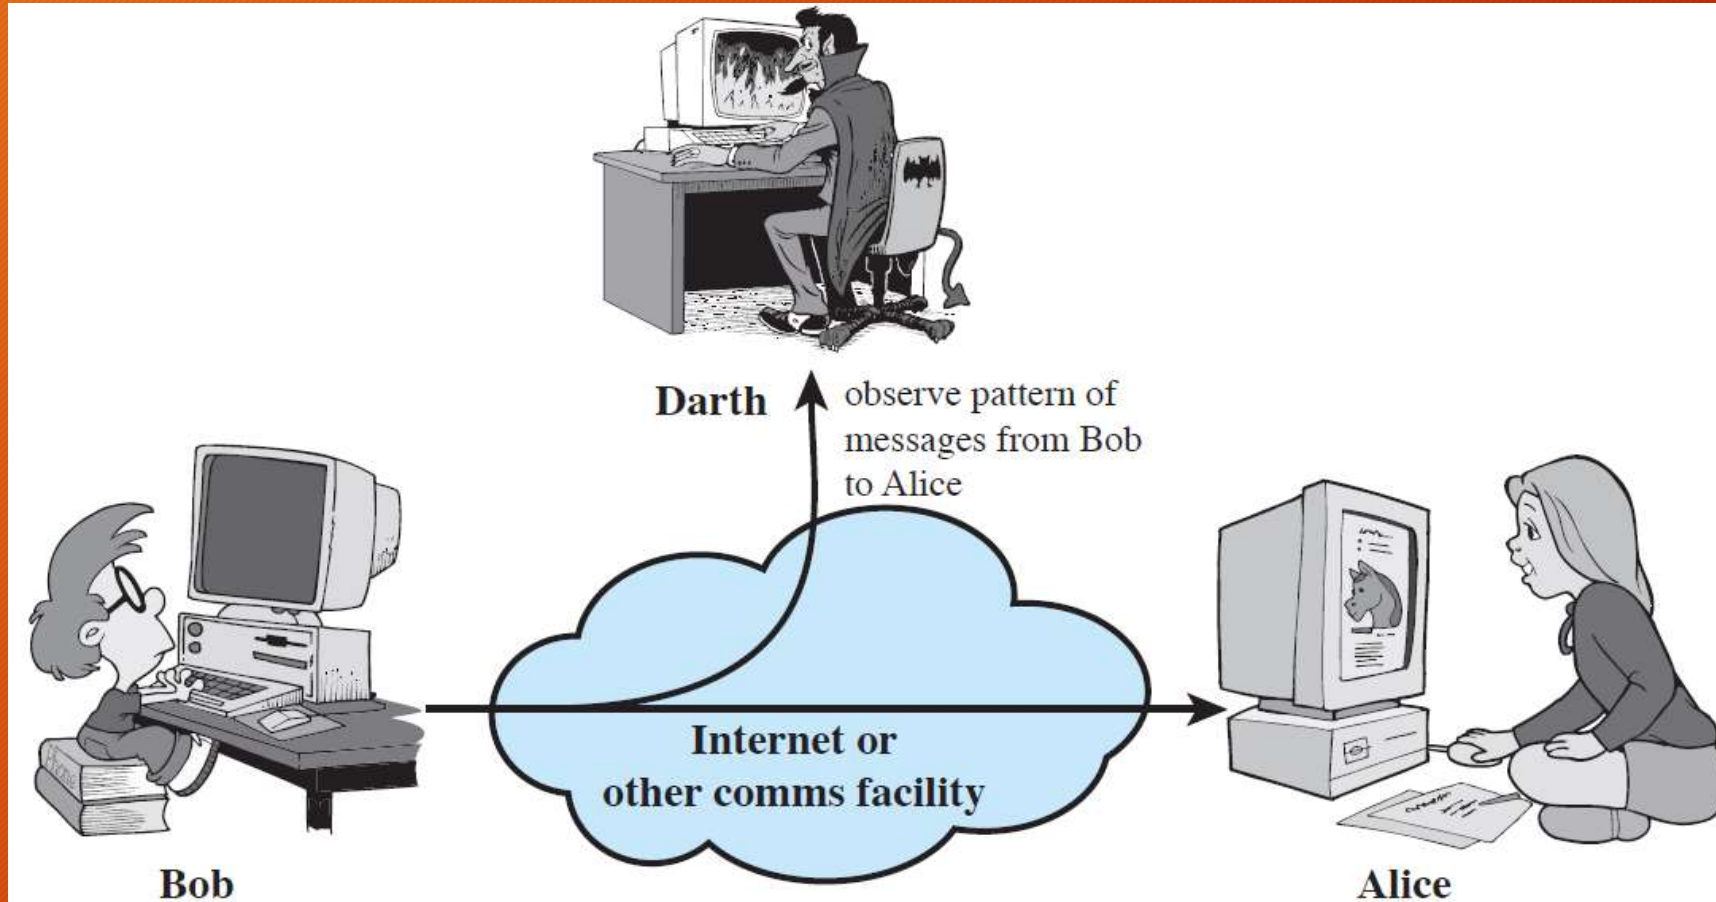 Darth
observe pattern of
messages from Bob
to Alice
Internet or
other comms facility
Bob
Alice